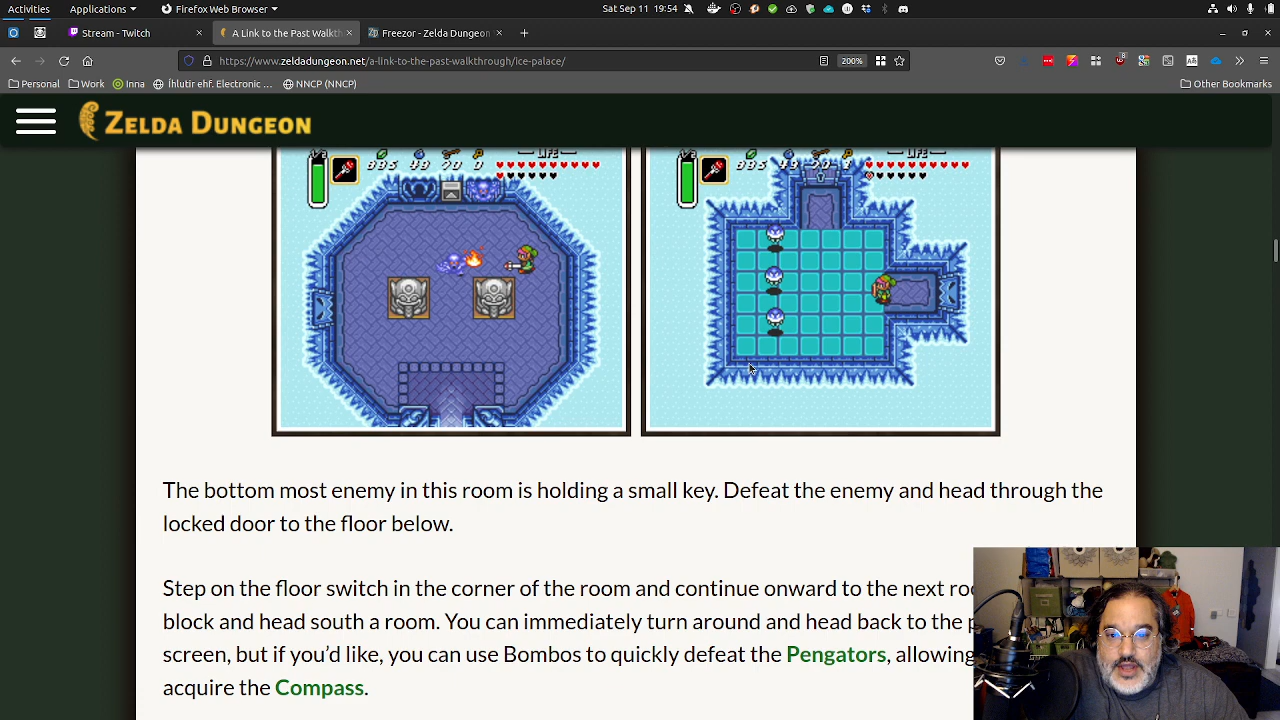 Activities Applications Firefox Web Browser Sat Sep 11 19:54
Stream - Twitch A Link to the Past Walkth Freezor - Zelda Dungeon
https://www.zeldadungeon.net/a-link-to-the-past-walkthrough/ice-palace/ 200%
Personal Work Inna Íhlutir ehf. Electronic ... NNCP (NNCP) Other Bookmarks
ZELDA DUNGEON
LIFE LIFE
The bottom most enemy in this room is holding a small key. Defeat the enemy and head through the
locked door to the floor below.
Step on the floor switch in the corner of the room and continue onward to the next
block and head south a room. You can immediately turn around and head back to the
screen, but if you’d like, you can use Bombos to quickly defeat the Pengators, allowing
acquire the Compass.